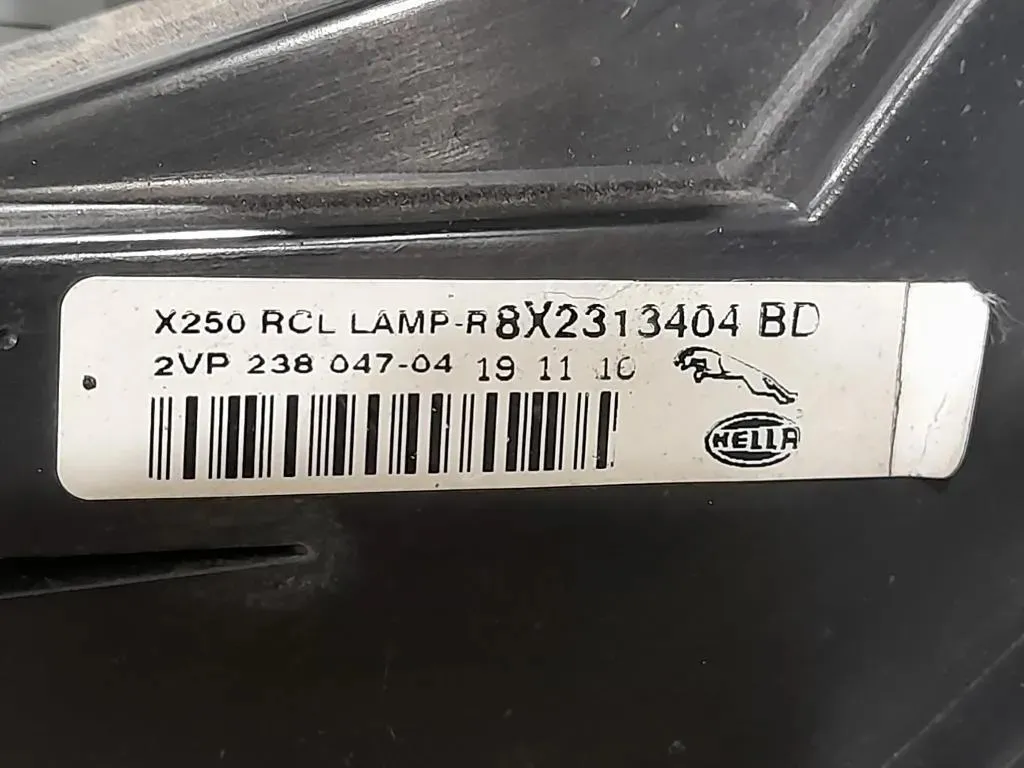 X250 RCL LAMP-R 8X2313404 BD
2VP 238 047-04 19 11 10
HELLA